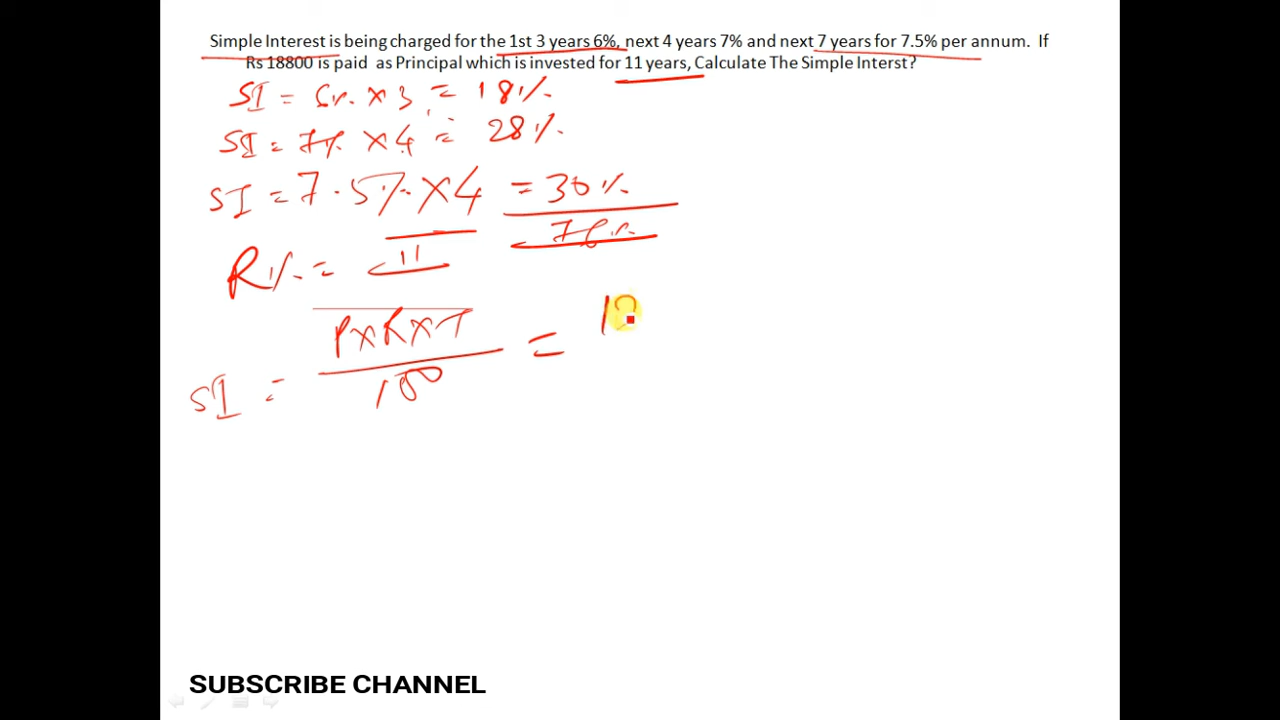 Simple Interest is being charged for the 1st 3 years 6%, next 4 years 7% and next 7 years for 7.5% per annum. If
Rs 18800 is paid as Principal which is invested for 11 years, Calculate The Simple Interst?
SI = 6% × 3 = 18%
SI = 7% × 4 = 28%
SI = 7.5% × 4 = 30%
76%
R% = 11
SI = P×R×T / 100 = 18
SUBSCRIBE CHANNEL